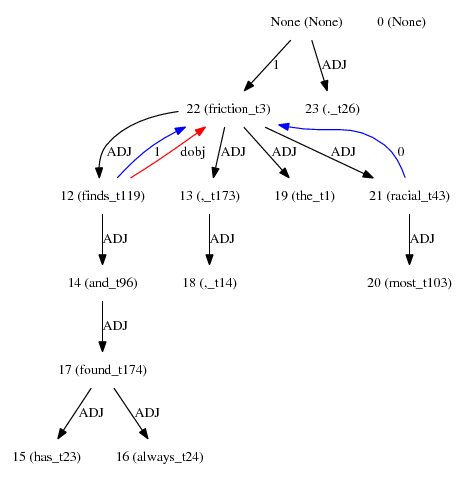 None (None) 0 (None)
1 ADJ
22 (friction_t3) 23 (._t26)
ADJ 1 dobj ADJ ADJ ADJ 0
12 (finds_t119) 13 (,_t173) 19 (the_t1) 21 (racial_t43)
ADJ ADJ ADJ
14 (and_t96) 18 (,_t14) 20 (most_t103)
ADJ
17 (found_t174)
ADJ ADJ
15 (has_t23) 16 (always_t24)